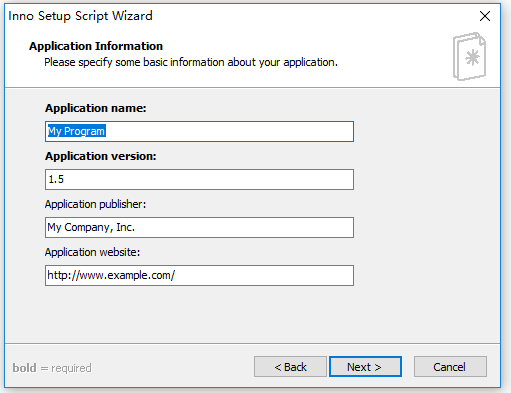 Inno Setup Script Wizard
Application Information
Please specify some basic information about your application.
Application name:
My Program
Application version:
1.5
Application publisher:
My Company, Inc.
Application website:
http://www.example.com/
bold = required
< Back
Next >
Cancel